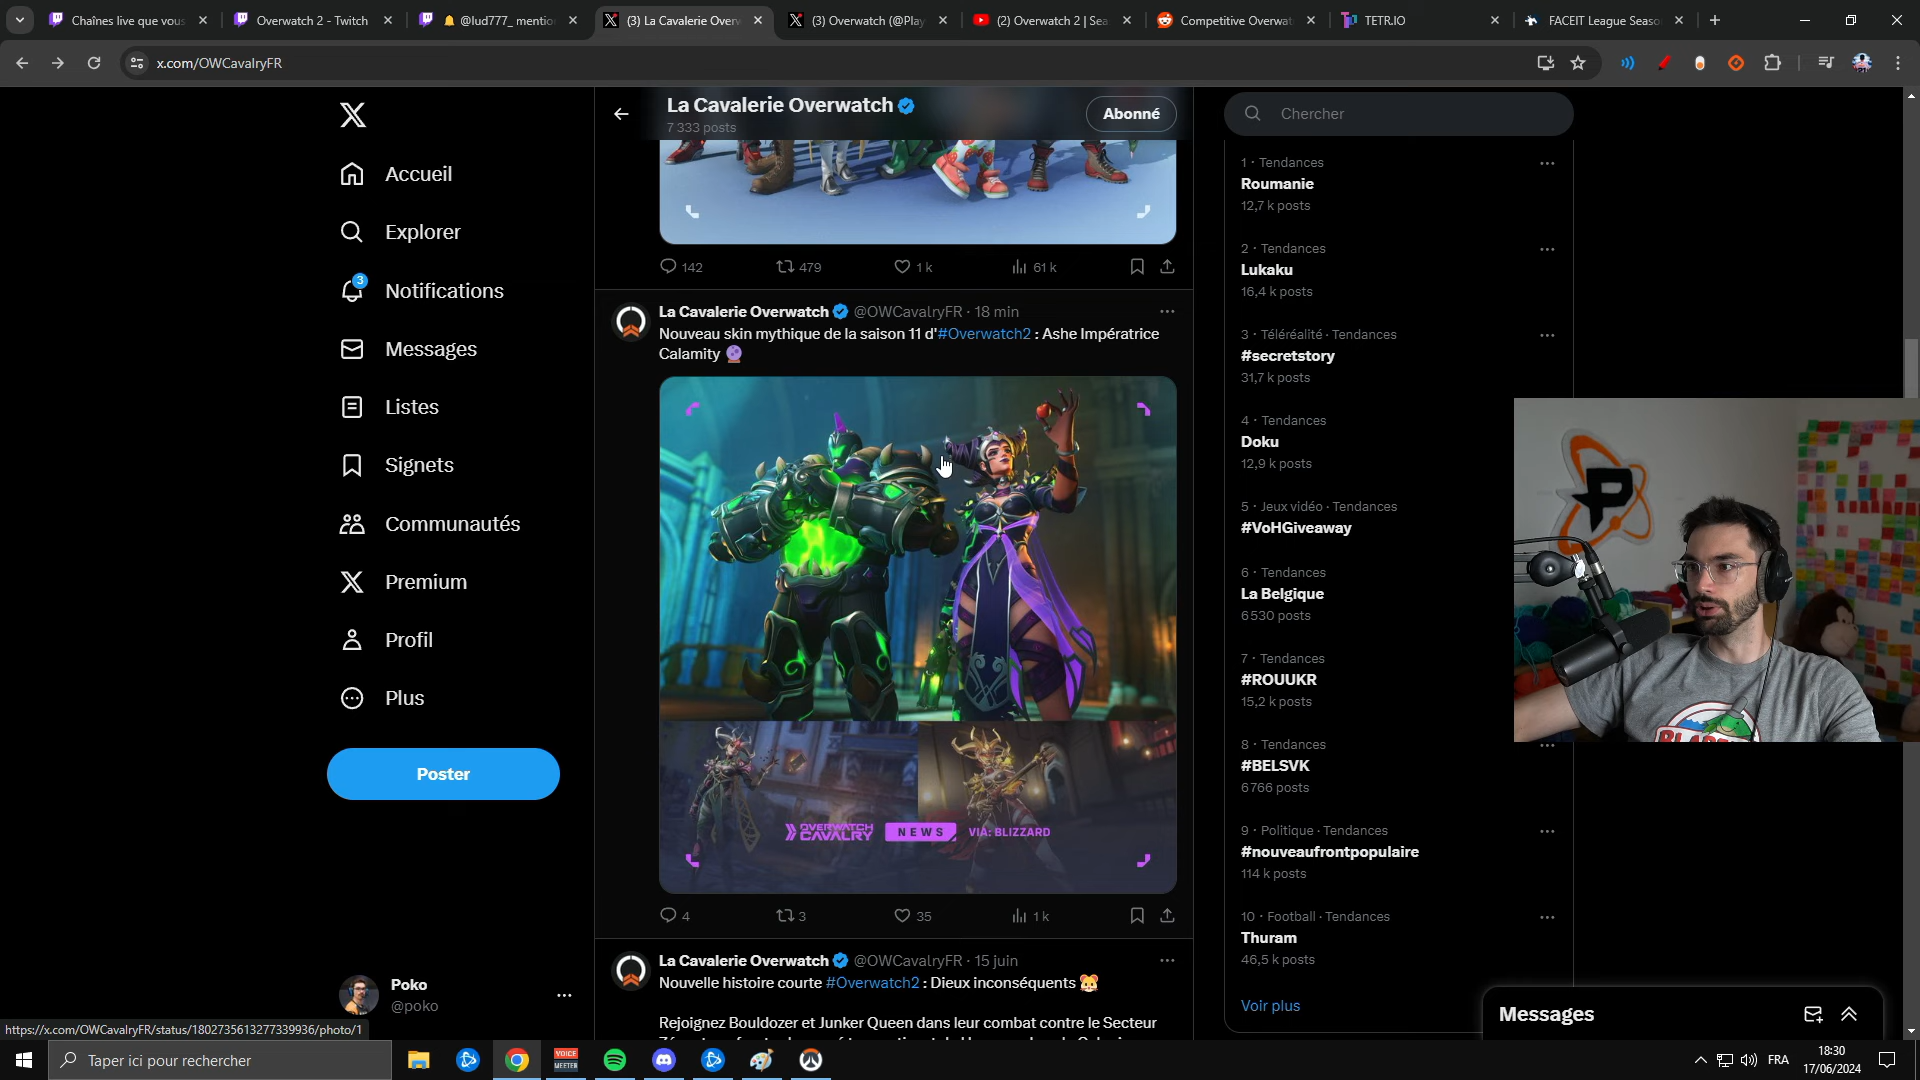 Chaînes live que vous
Overwatch 2 - Twitch
@lud777_ mentio
(3) La Cavalerie Overw
(3) Overwatch (@Play
(2) Overwatch 2 | Sea
Competitive Overwat
TETR.IO
FACEIT League Seaso
x.com/OWCavalryFR
Accueil
Explorer
3
Notifications
Messages
Listes
Signets
Communautés
Premium
Profil
Plus
Poster
Poko
@poko
https://x.com/OWCavalryFR/status/1802735613277339936/photo/1
La Cavalerie Overwatch
7 333 posts
Abonné
142
479
1 k
61 k
La Cavalerie Overwatch @OWCavalryFR · 18 min
Nouveau skin mythique de la saison 11 d'#Overwatch2 : Ashe Impératrice
Calamity
OVERWATCH
CAVALRY
NEWS
VIA: BLIZZARD
4
3
35
1 k
La Cavalerie Overwatch @OWCavalryFR · 15 juin
Nouvelle histoire courte #Overwatch2 : Dieux inconséquents
Rejoignez Bouldozer et Junker Queen dans leur combat contre le Secteur
Chercher
1 · Tendances
Roumanie
12,7 k posts
2 · Tendances
Lukaku
16,4 k posts
3 · Téléréalité · Tendances
#secretstory
31,7 k posts
4 · Tendances
Doku
12,9 k posts
5 · Jeux vidéo · Tendances
#VoHGiveaway
6 · Tendances
La Belgique
6 530 posts
7 · Tendances
#ROUUKR
15,2 k posts
8 · Tendances
#BELSVK
6 766 posts
9 · Politique · Tendances
#nouveaufrontpopulaire
114 k posts
10 · Football · Tendances
Thuram
46,5 k posts
Voir plus
Messages
P
Taper ici pour rechercher
VOICE
MEETER
FRA
18:30
17/06/2024